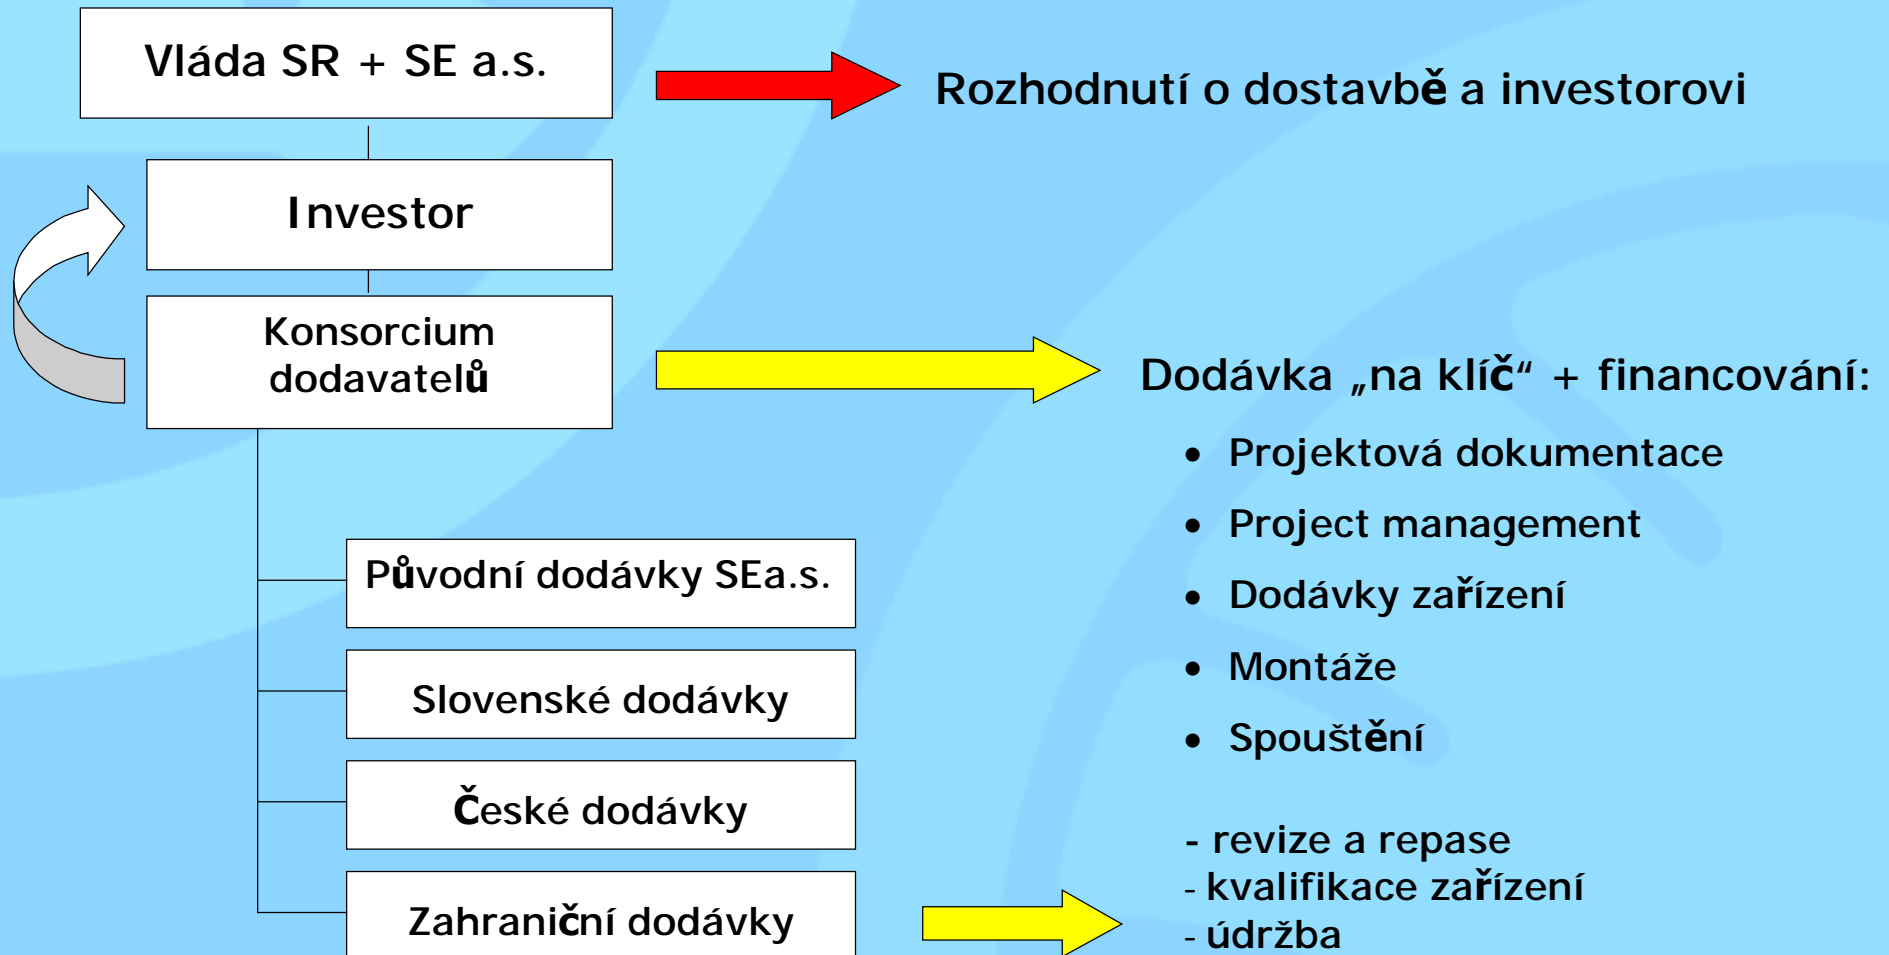 Vláda SR + SE a.s.
Rozhodnutí o dostavbě a investorovi
Investor
Konsorcium
dodavatelů
Dodávka „na klíč“ + financování:
• Projektová dokumentace
• Project management
• Dodávky zařízení
• Montáže
• Spouštění
Původní dodávky SEa.s.
Slovenské dodávky
České dodávky
Zahraniční dodávky
- revize a repase
- kvalifikace zařízení
- údržba